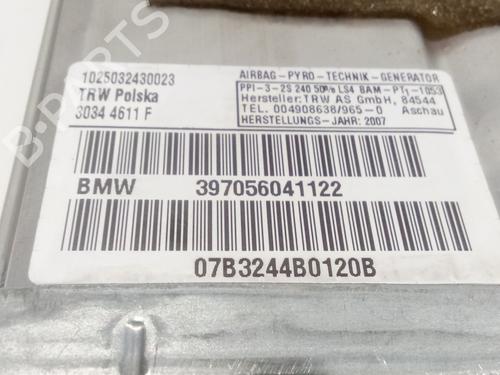 1025032430023
TRW Polska
3034 4611 F
AIRBAG-PYRO-TECHNIK-GENERATOR
PPI-3-2S 240 50% LS4 BAM-PT1-1053
Hersteller:TRW AS GmbH, 84544
TEL. 004908638/965-0 Aschau
HERSTELLUNGS-JAHR: 2007
BMW 397056041122
07B3244B0120B